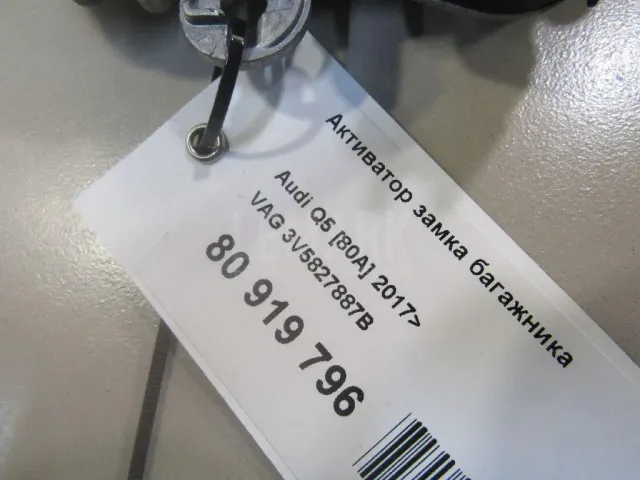 Активатор замка багажника
Audi Q5 [80A] 2017>
VAG 3V5827887B
80 919 796